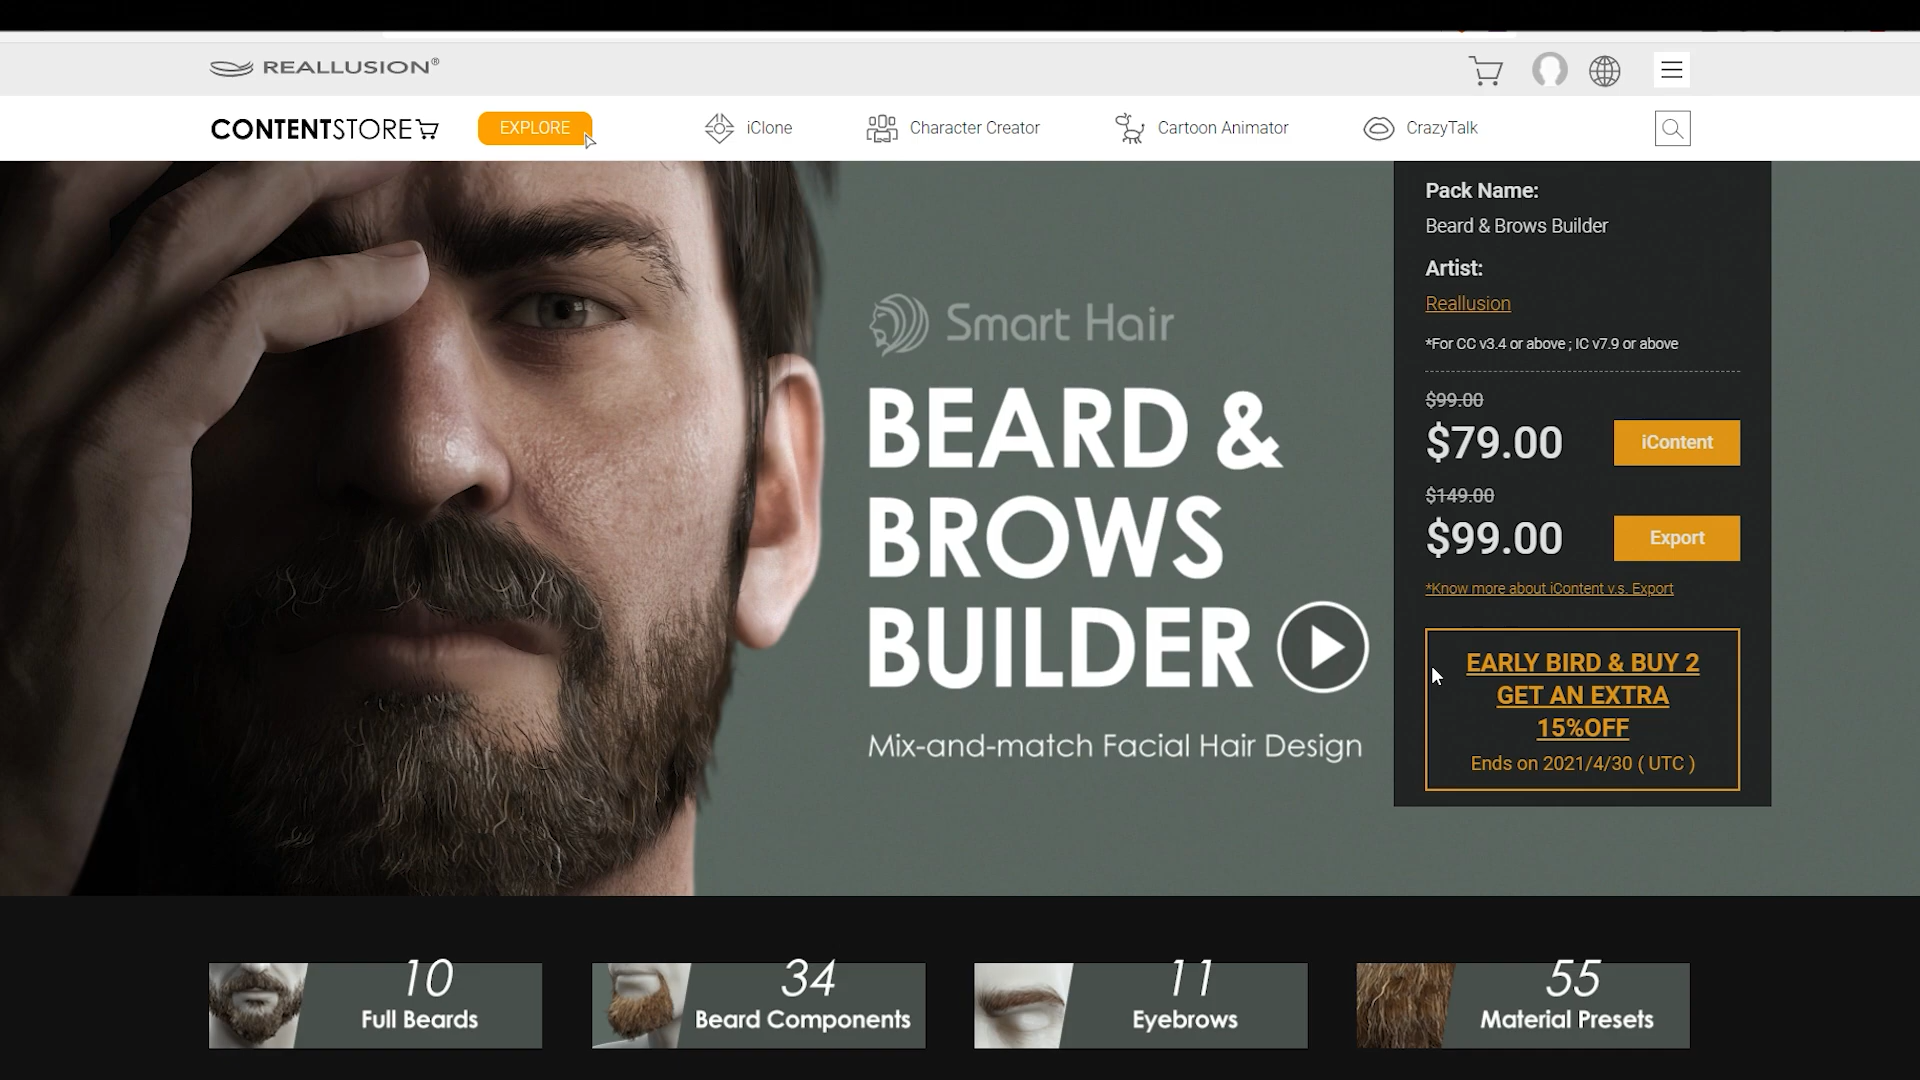 REALLUSION®
CONTENTSTORE
EXPLORE
iClone
Character Creator
Cartoon Animator
CrazyTalk
Smart Hair
BEARD &
BROWS
BUILDER
Mix-and-match Facial Hair Design
Pack Name:
Beard & Brows Builder
Artist:
Reallusion
*For CC v3.4 or above ; IC v7.9 or above
$99.00
$79.00
iContent
$149.00
$99.00
Export
*Know more about iContent v.s. Export
EARLY BIRD & BUY 2
GET AN EXTRA
15%OFF
Ends on 2021/4/30 ( UTC )
10
Full Beards
34
Beard Components
11
Eyebrows
55
Material Presets